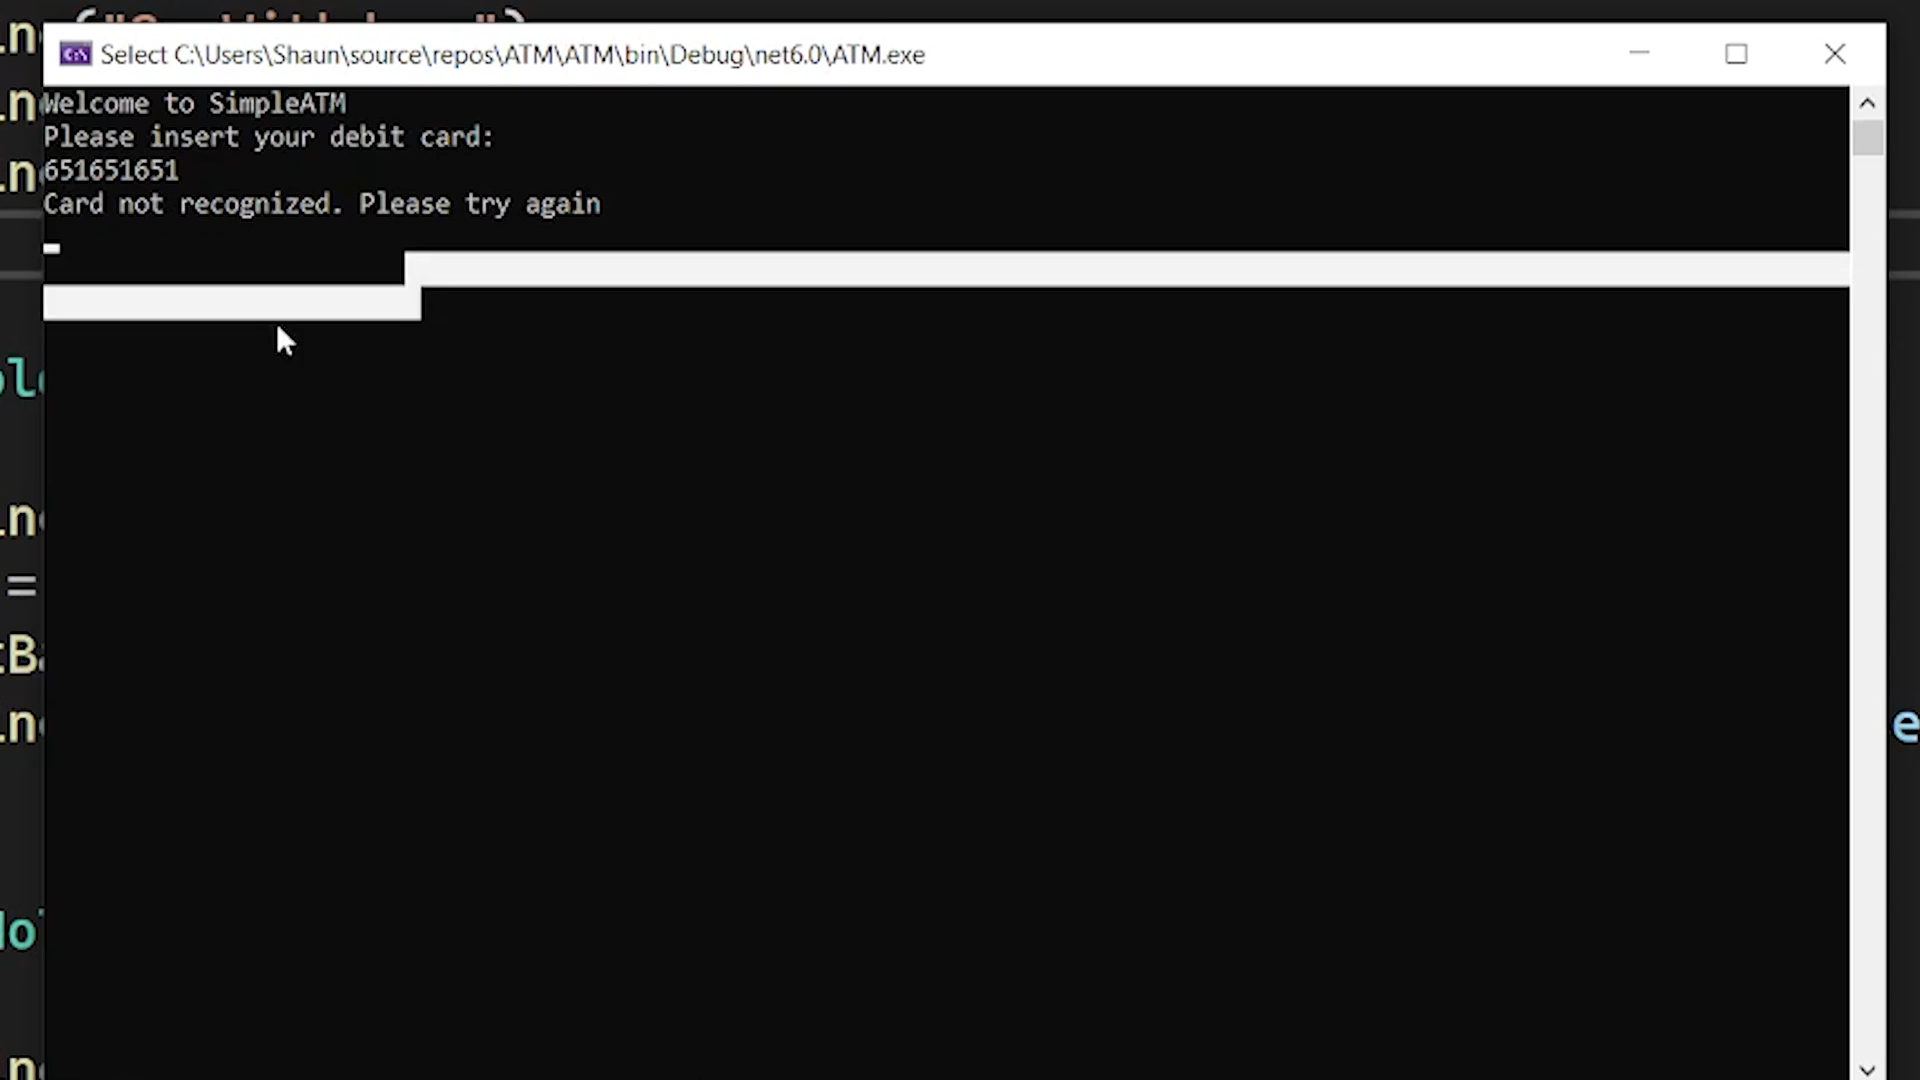 Select C:\Users\Shaun\source\repos\ATM\ATM\bin\Debug\net6.0\ATM.exe
Welcome to SimpleATM
Please insert your debit card:
651651651
Card not recognized. Please try again